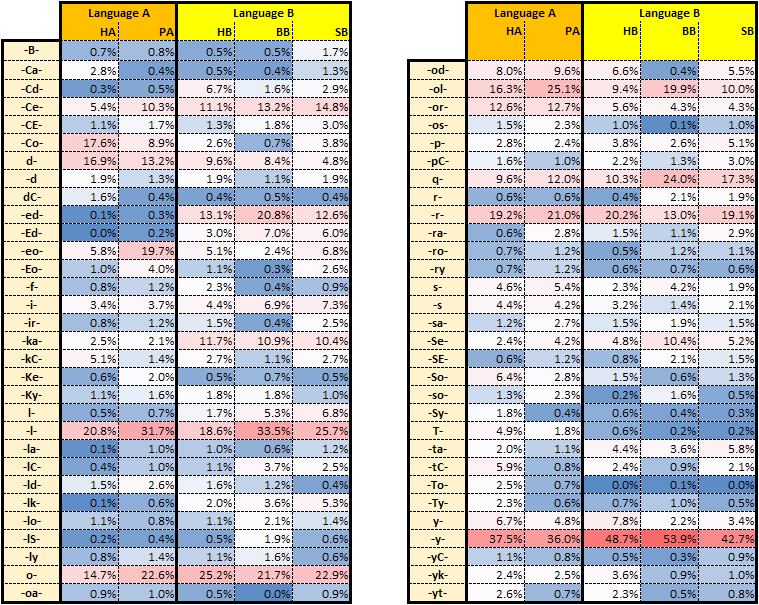 Language A Language B
HA PA HB BB SB
-B- 0.7% 0.8% 0.5% 0.5% 1.7%
-Ca- 2.8% 0.4% 0.5% 0.4% 1.3%
-Cd- 0.3% 0.5% 6.7% 1.6% 2.9%
-Ce- 5.4% 10.3% 11.1% 13.2% 14.8%
-CE- 1.1% 1.7% 1.3% 1.8% 3.0%
-Co- 17.6% 8.9% 2.6% 0.7% 3.8%
d- 16.9% 13.2% 9.6% 8.4% 4.8%
-d 1.9% 1.3% 1.9% 1.1% 1.9%
dC- 1.6% 0.4% 0.4% 0.5% 0.4%
-ed- 0.1% 0.3% 13.1% 20.8% 12.6%
-Ed- 0.0% 0.2% 3.0% 7.0% 6.0%
-eo- 5.8% 19.7% 5.1% 2.4% 6.8%
-Eo- 1.0% 4.0% 1.1% 0.3% 2.6%
-f- 0.8% 1.2% 2.3% 0.4% 0.9%
-i- 3.4% 3.7% 4.4% 6.9% 7.3%
-ir- 0.8% 1.2% 1.5% 0.4% 2.5%
-ka- 2.5% 2.1% 11.7% 10.9% 10.4%
-kC- 5.1% 1.4% 2.7% 1.1% 2.7%
-Ke- 0.6% 2.0% 0.5% 0.7% 0.5%
-Ky- 1.1% 1.6% 1.8% 1.8% 1.0%
l- 0.5% 0.7% 1.7% 5.3% 6.8%
-l- 20.8% 31.7% 18.6% 33.5% 25.7%
-la- 0.1% 1.0% 1.0% 0.6% 1.2%
-lC- 0.4% 1.0% 1.1% 3.7% 2.5%
-ld- 1.5% 2.6% 1.6% 1.2% 0.4%
-lk- 0.1% 0.6% 2.0% 3.6% 5.3%
-lo- 1.1% 0.8% 1.1% 2.1% 1.4%
-lS- 0.2% 0.4% 0.5% 1.9% 0.6%
-ly 0.8% 1.4% 1.1% 1.6% 0.6%
o- 14.7% 22.6% 25.2% 21.7% 22.9%
-oa- 0.9% 1.0% 0.5% 0.0% 0.9%
Language A Language B
HA PA HB BB SB
-od- 8.0% 9.6% 6.6% 0.4% 5.5%
-ol- 16.3% 25.1% 9.4% 19.9% 10.0%
-or- 12.6% 12.7% 5.6% 4.3% 4.3%
-os- 1.5% 2.3% 1.0% 0.1% 1.0%
-p- 2.8% 2.4% 3.8% 2.6% 5.1%
-pC- 1.6% 1.0% 2.2% 1.3% 3.0%
q- 9.6% 12.0% 10.3% 24.0% 17.3%
r- 0.6% 0.6% 0.4% 2.1% 1.9%
-r- 19.2% 21.0% 20.2% 13.0% 19.1%
-ra- 0.6% 2.8% 1.5% 1.1% 2.9%
-ro- 0.7% 1.2% 0.5% 1.2% 1.1%
-ry 0.7% 1.2% 0.6% 0.7% 0.6%
s- 4.6% 5.4% 2.3% 4.2% 1.9%
-s 4.4% 4.2% 3.2% 1.4% 2.1%
-sa- 1.2% 2.7% 1.5% 1.9% 1.5%
-Se- 2.4% 4.2% 4.8% 10.4% 5.2%
-SE- 0.6% 1.2% 0.8% 2.1% 1.5%
-So- 6.4% 2.8% 1.5% 0.6% 1.3%
-so- 1.3% 2.3% 0.2% 1.6% 0.5%
-Sy- 1.8% 0.4% 0.6% 0.4% 0.3%
T- 4.9% 1.8% 0.6% 0.2% 0.2%
-ta- 2.0% 1.1% 4.4% 3.6% 5.8%
-tC- 5.9% 0.8% 2.4% 0.9% 2.1%
-To- 2.5% 0.7% 0.0% 0.1% 0.0%
-Ty- 2.3% 0.6% 0.7% 1.0% 0.5%
y- 6.7% 4.8% 7.8% 2.2% 3.4%
-y- 37.5% 36.0% 48.7% 53.9% 42.7%
-yC- 1.1% 0.8% 0.5% 0.3% 0.9%
-yk- 2.4% 2.5% 3.6% 0.9% 1.0%
-yt- 2.6% 0.7% 2.3% 0.5% 0.8%